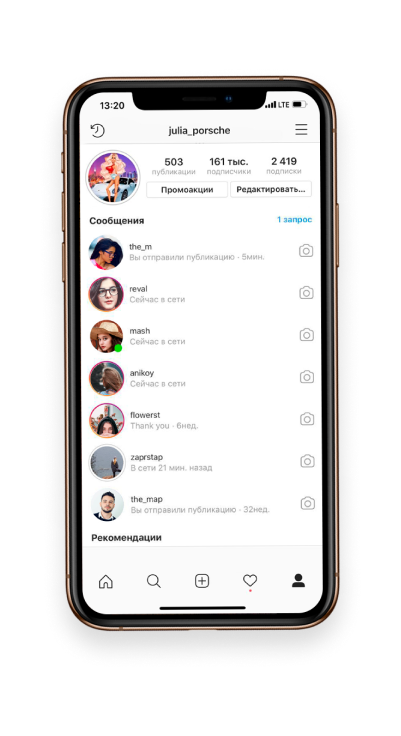 13:20 LTE
julia_porsche
503 161 тыс. 2 419
публикации подписчики подписки
Промоакции Редактировать...
Сообщения 1 запрос
the_m
Вы отправили публикацию · 5мин.
reval
Сейчас в сети
mash
Сейчас в сети
anikoy
Сейчас в сети
flowerst
Thank you · 6нед.
zaprstap
В сети 21 мин. назад
the_map
Вы отправили публикацию · 32нед.
Рекомендации